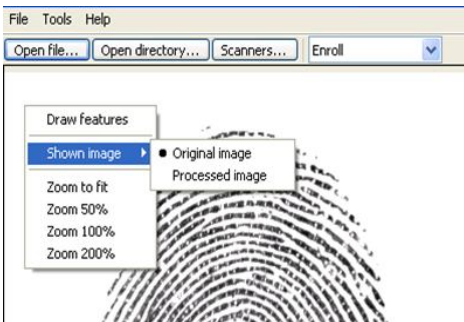 File Tools Help
Open file... Open directory... Scanners... Enroll
Draw features
Shown image Original image
Processed image
Zoom to fit
Zoom 50%
Zoom 100%
Zoom 200%